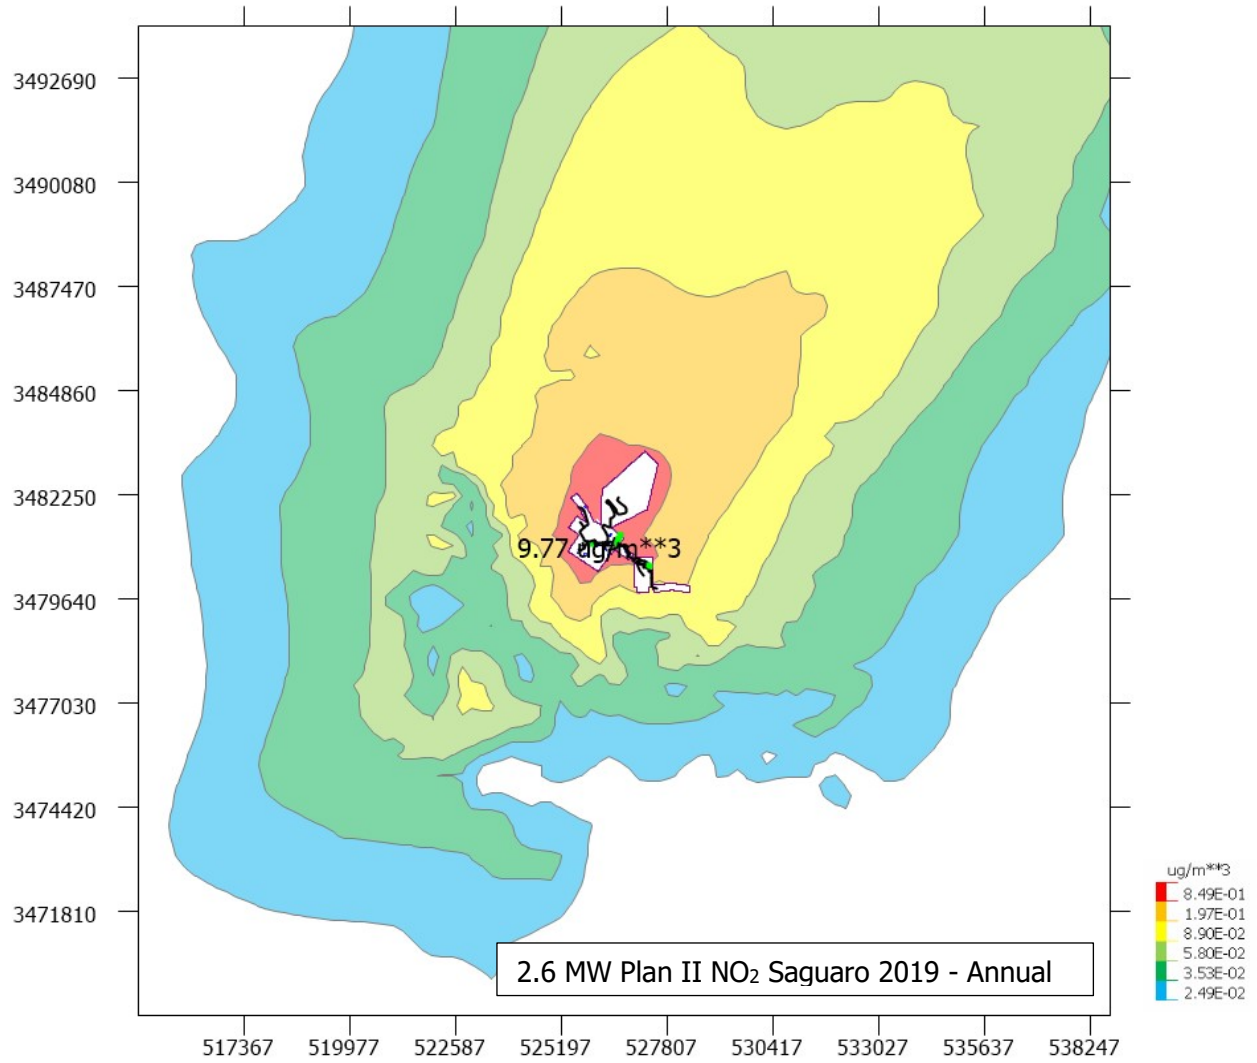 3492690
3490080
3487470
3484860
3482250
9.77 ug/m**3
3479640
3477030
3474420
3471810
ug/m**3
8.49E-01
1.97E-01
8.90E-02
5.80E-02
3.53E-02
2.49E-02
2.6 MW Plan II NO₂ Saguaro 2019 - Annual
517367 519977 522587 525197 527807 530417 533027 535637 538247